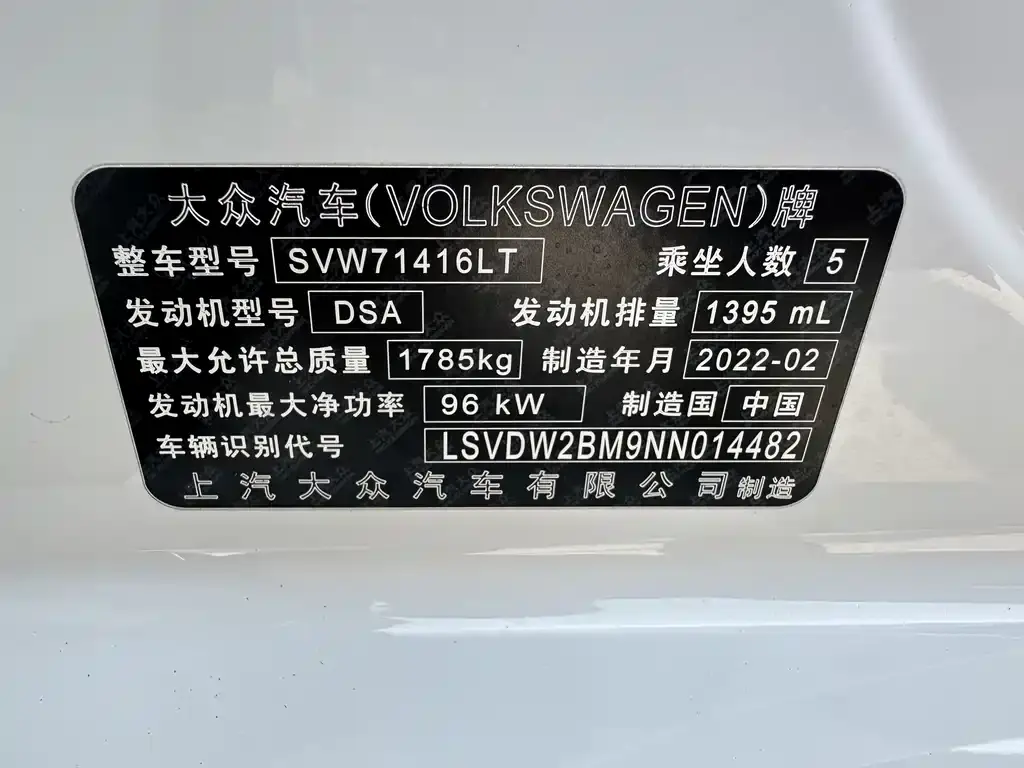 大众汽车(VOLKSWAGEN)牌
整车型号 SVW71416LT 乘坐人数 5
发动机型号 DSA 发动机排量 1395 mL
最大允许总质量 1785kg 制造年月 2022-02
发动机最大净功率 96 kW 制造国 中国
车辆识别代号 LSVDW2BM9NN014482
上汽大众汽车有限公司制造